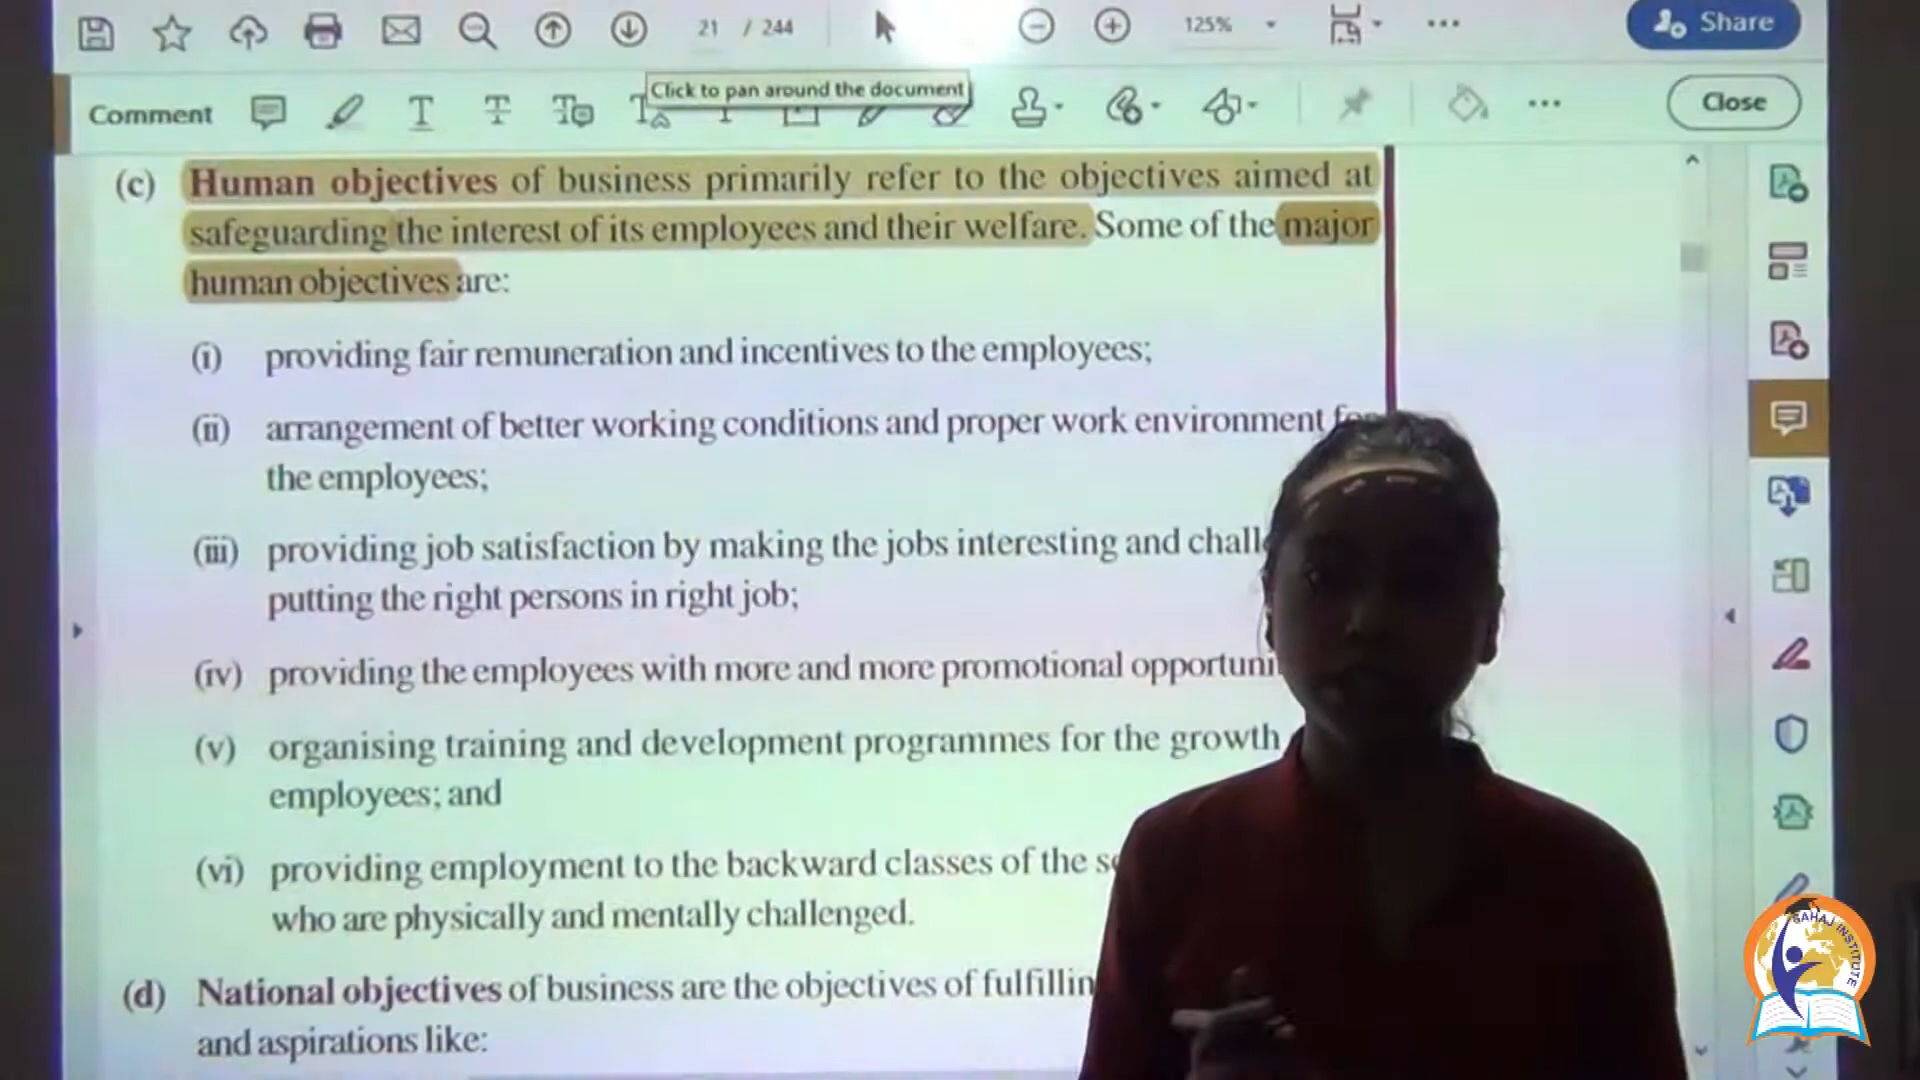 21 / 244
125%
Share
Click to pan around the document
Comment
Close
(c) Human objectives of business primarily refer to the objectives aimed at
safeguarding the interest of its employees and their welfare. Some of the major
human objectives are:
(i) providing fair remuneration and incentives to the employees;
(ii) arrangement of better working conditions and proper work environment
the employees;
(iii) providing job satisfaction by making the jobs interesting and
putting the right persons in right job;
(iv) providing the employees with more and more promotional
(v) organising training and development programmes for the growth
employees; and
(vi) providing employment to the backward classes of the
who are physically and mentally challenged.
(d) National objectives of business are the objectives of
and aspirations like:
SAHAJ INSTITUTE